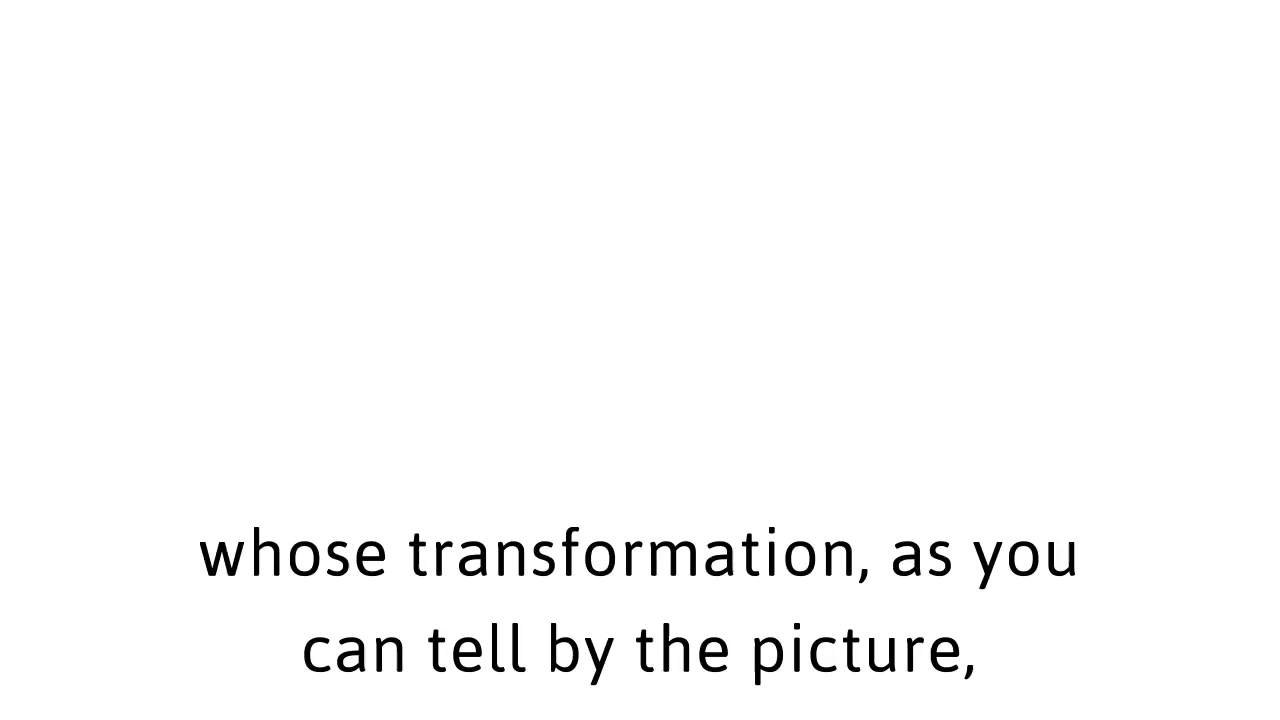 whose transformation, as you
can tell by the picture,